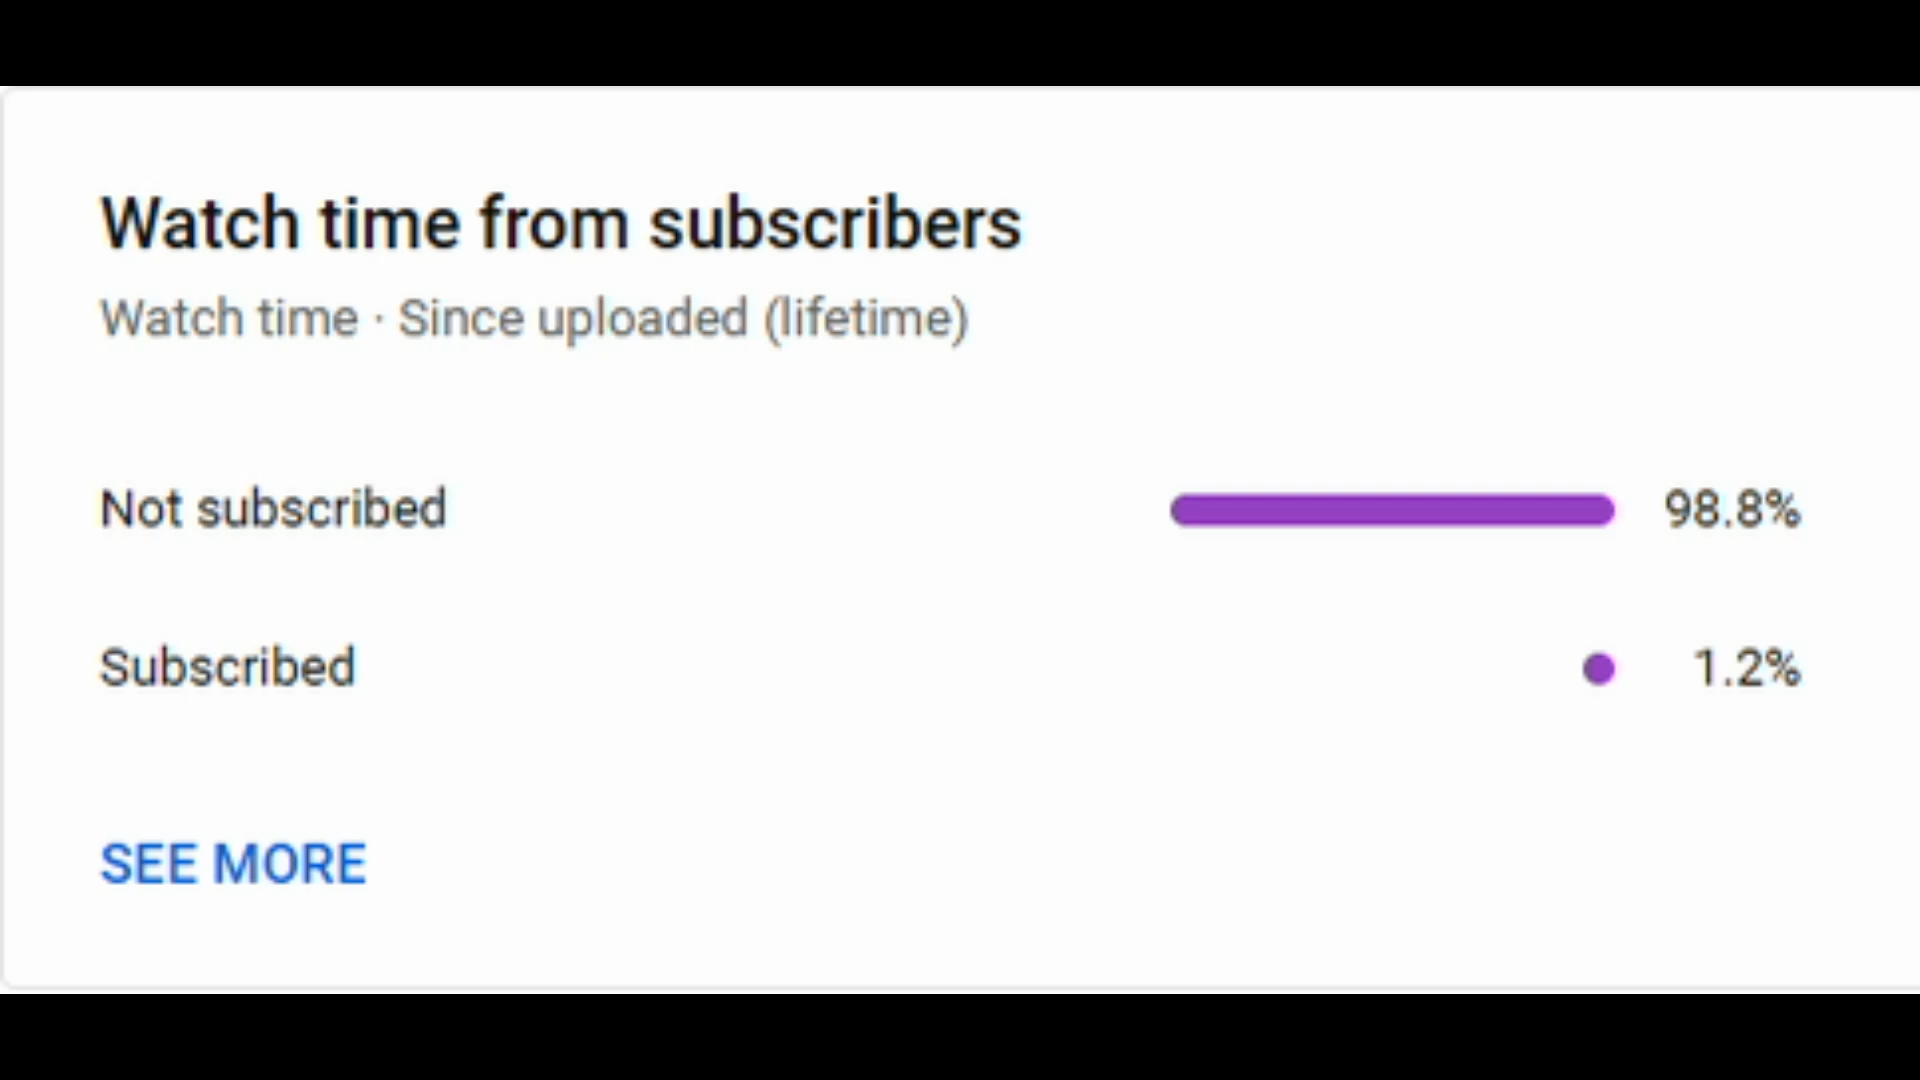 Watch time from subscribers
Watch time · Since uploaded (lifetime)
Not subscribed 98.8%
Subscribed 1.2%
SEE MORE